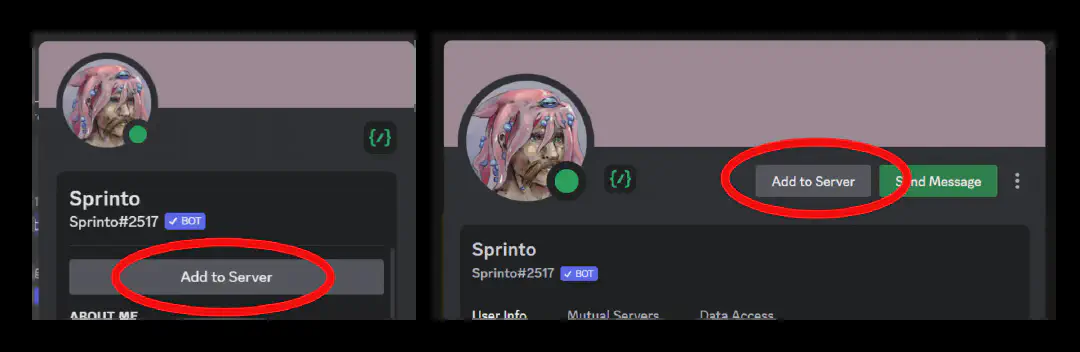 {/}
Sprinto
Sprinto#2517 ✓ BOT
Add to Server
ABOUT ME
{/}
Add to Server
Send Message
Sprinto
Sprinto#2517 ✓ BOT
User Info
Mutual Servers
Data Access